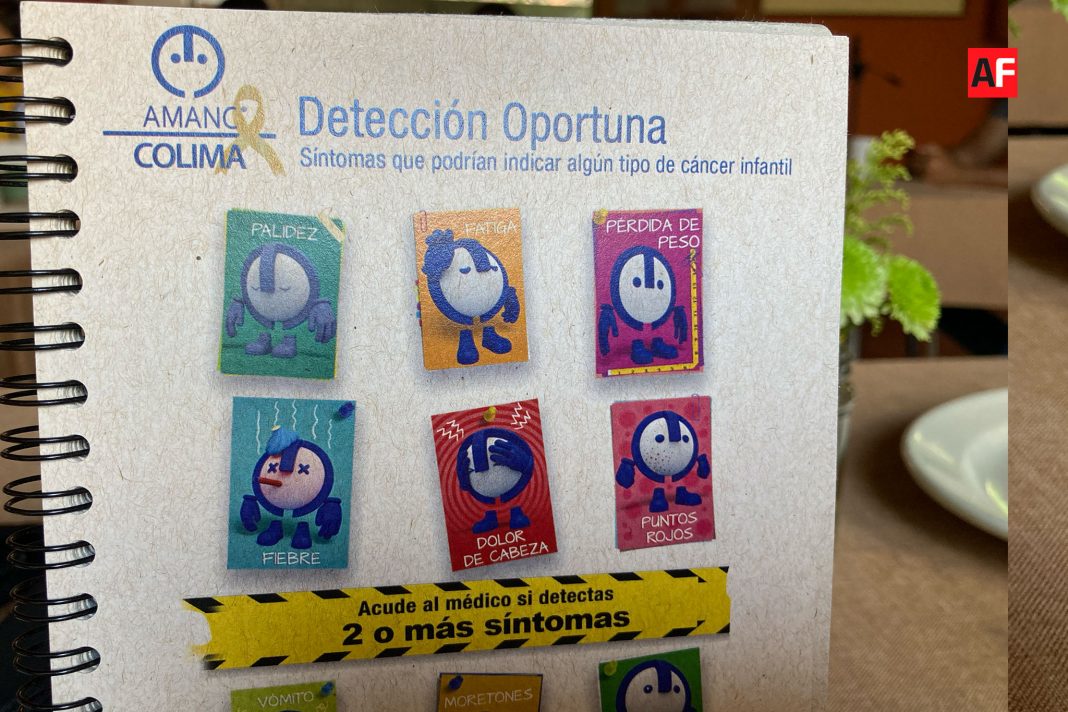 AF
AMANC
COLIMA
Detección Oportuna
Síntomas que podrían indicar algún tipo de cáncer infantil
PALIDEZ
FATIGA
PÉRDIDA DE
PESO
FIEBRE
DOLOR
DE CABEZA
PUNTOS
ROJOS
Acude al médico si detectas
2 o más síntomas
VÓMITO
MORETONES